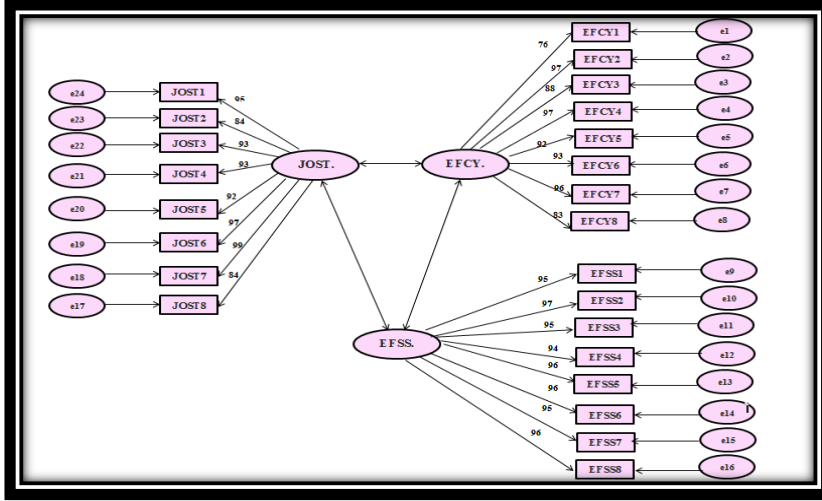 EFCY1
e1
76
EFCY2
e2
97
EFCY3
e3
88
EFCY4
e4
97
EFCY5
e5
92
EFCY6
e6
93
EFCY7
e7
96
EFCY8
e8
83
e24
JOST1
95
e23
JOST2
84
e22
JOST3
93
e21
JOST4
93
e20
JOST5
92
e19
JOST6
97
e18
JOST7
99
e17
JOST8
84
JOST.
EFCY.
EFSS.
EFSS1
e9
95
EFSS2
e10
97
EFSS3
e11
95
EFSS4
e12
94
EFSS5
e13
96
EFSS6
e14
96
EFSS7
e15
95
EFSS8
e16
96